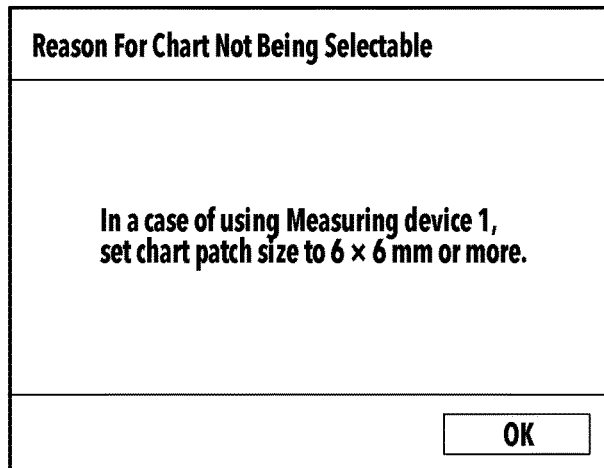 Reason For Chart Not Being Selectable
In a case of using Measuring device 1,
set chart patch size to 6 × 6 mm or more.
OK